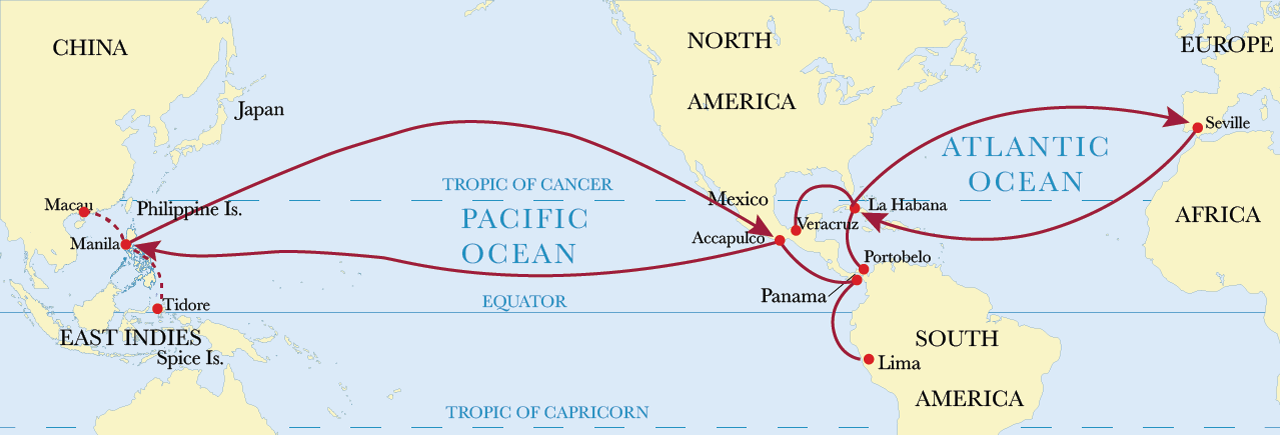 CHINA
NORTH
AMERICA
EUROPE
Japan
Seville
ATLANTIC
OCEAN
TROPIC OF CANCER
Mexico
Macau
Philippine Is.
La Habana
AFRICA
PACIFIC
OCEAN
Veracruz
Manila
Accapulco
Portobelo
Panama
EQUATOR
Tidore
EAST INDIES
Spice Is.
SOUTH
AMERICA
Lima
TROPIC OF CAPRICORN